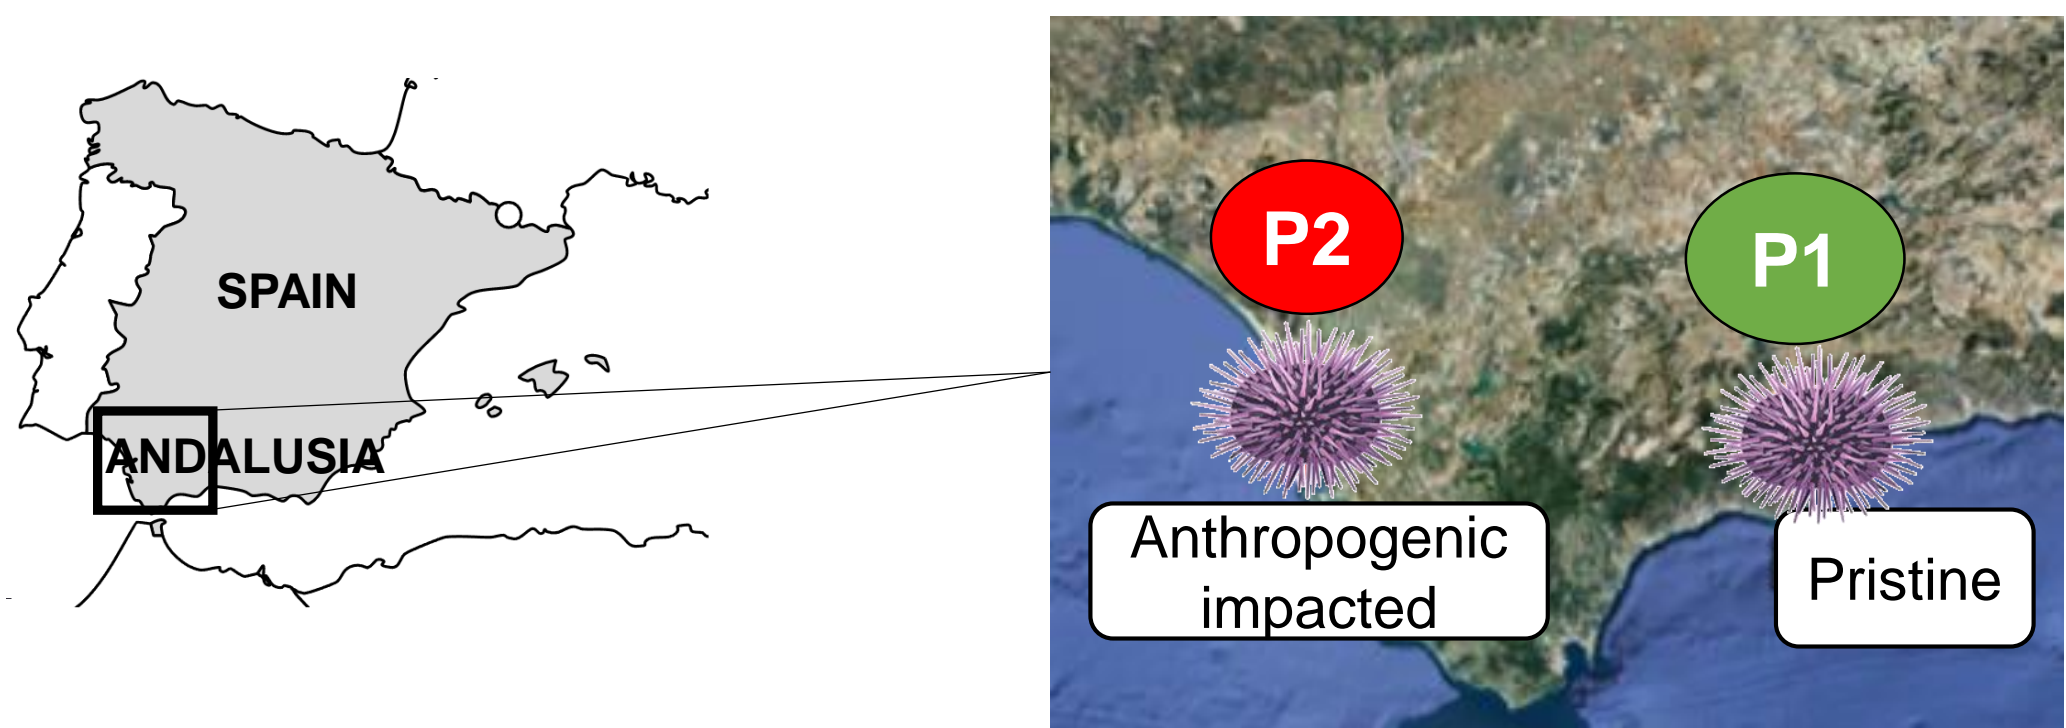 SPAIN
ANDALUSIA
P2
P1
Anthropogenic
impacted
Pristine